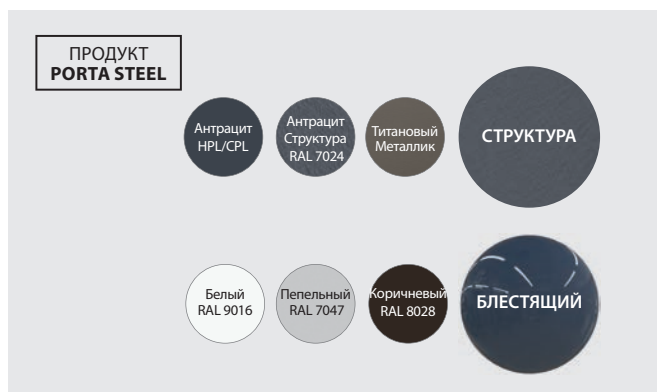 ПРОДУКТ
PORTA STEEL
Антрацит
HPL/CPL
Антрацит
Структура
RAL 7024
Титановый
Металлик
СТРУКТУРА
Белый
RAL 9016
Пепельный
RAL 7047
Коричневый
RAL 8028
БЛЕСТЯЩИЙ